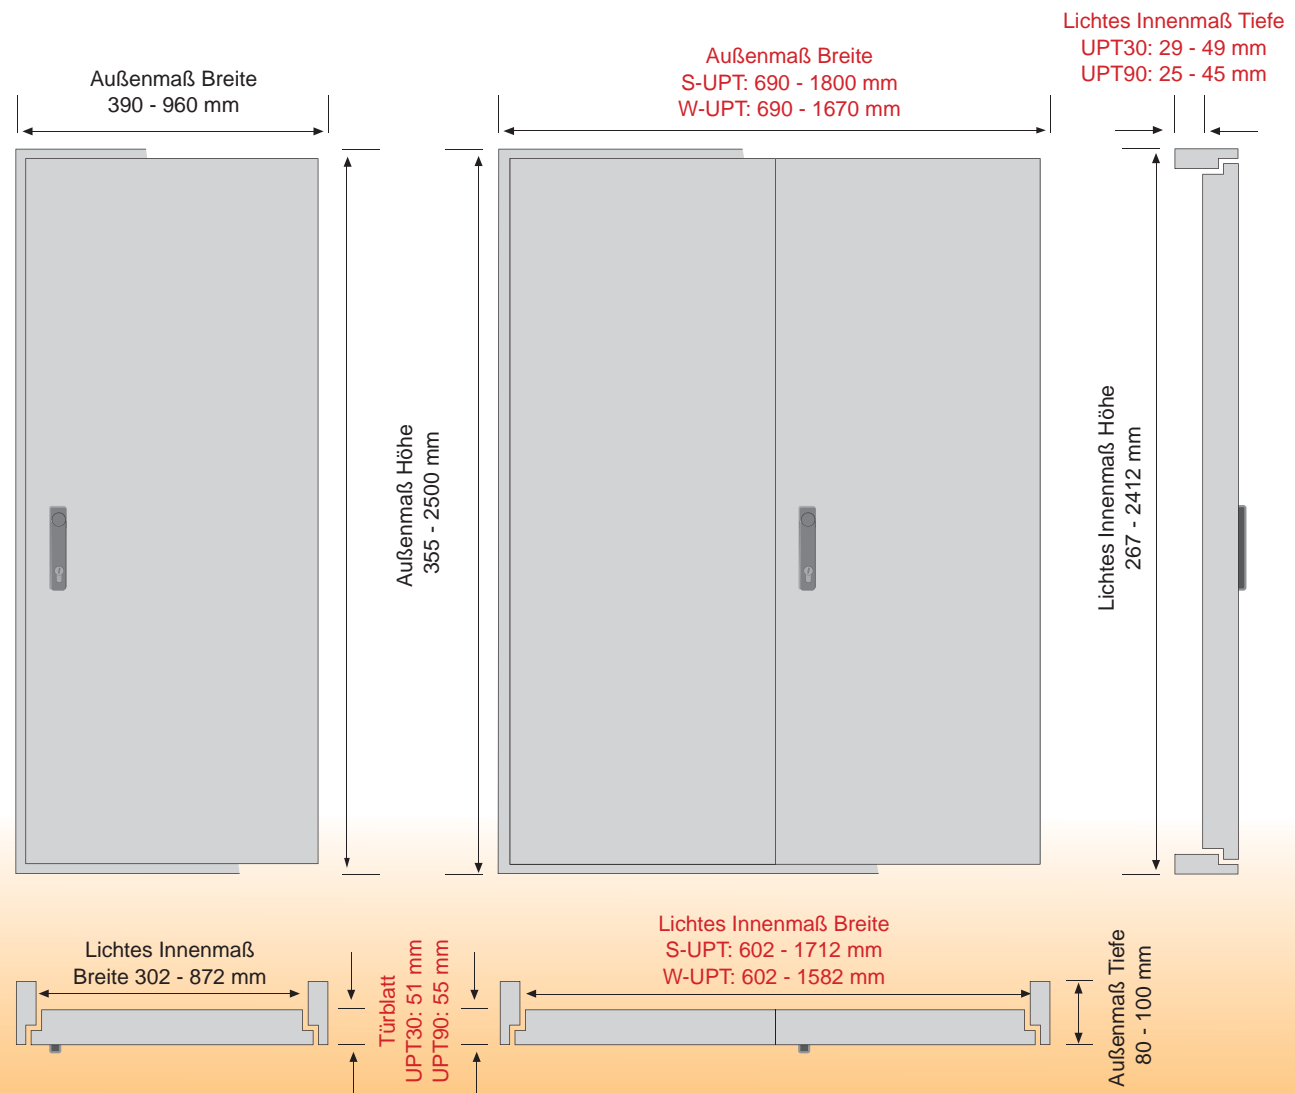 Lichtes Innenmaß Tiefe
UPT30: 29 - 49 mm
UPT90: 25 - 45 mm
Außenmaß Breite
390 - 960 mm
Außenmaß Breite
S-UPT: 690 - 1800 mm
W-UPT: 690 - 1670 mm
Außenmaß Höhe
355 - 2500 mm
Lichtes Innenmaß Höhe
267 - 2412 mm
Lichtes Innenmaß
Breite 302 - 872 mm
Türblatt
UPT30: 51 mm
UPT90: 55 mm
Lichtes Innenmaß Breite
S-UPT: 602 - 1712 mm
W-UPT: 602 - 1582 mm
Außenmaß Tiefe
80 - 100 mm